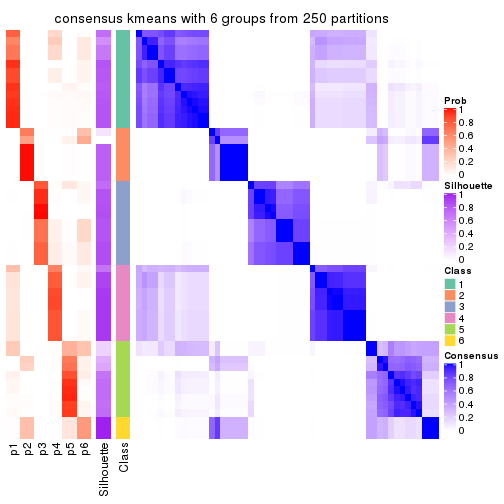 consensus kmeans with 6 groups from 250 partitions
Prob
1
0.8
0.6
0.4
0.2
0
Silhouette
1
0.8
0.6
0.4
0.2
0
Class
1
2
3
4
5
6
Consensus
1
0.8
0.6
0.4
0.2
0
p1
p2
p3
p4
p5
p6
Silhouette
Class